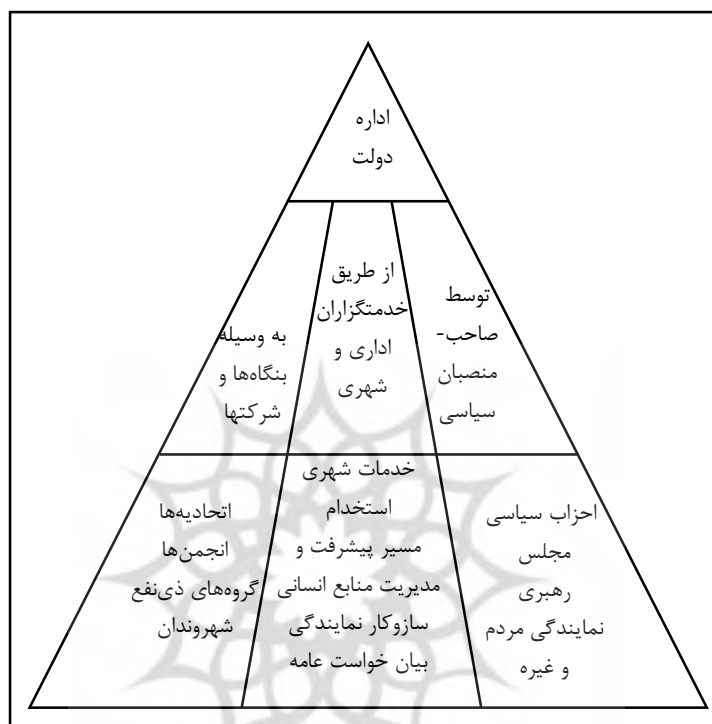 اداره
دولت
توسط
صاحب-
منصبان
سیاسی
از طریق
خدمتگزاران
اداری و
شهری
به وسیله
بنگاه‌ها و
شرکتها
احزاب سیاسی
مجلس
رهبری
نمایندگی مردم
و غیره
خدمات شهری
استخدام
مسیر پیشرفت و
مدیریت منابع انسانی
سازوکار نمایندگی
بیان خواست عامه
اتحادیه‌ها
انجمن‌ها
گروه‌های ذی‌نفع
شهروندان